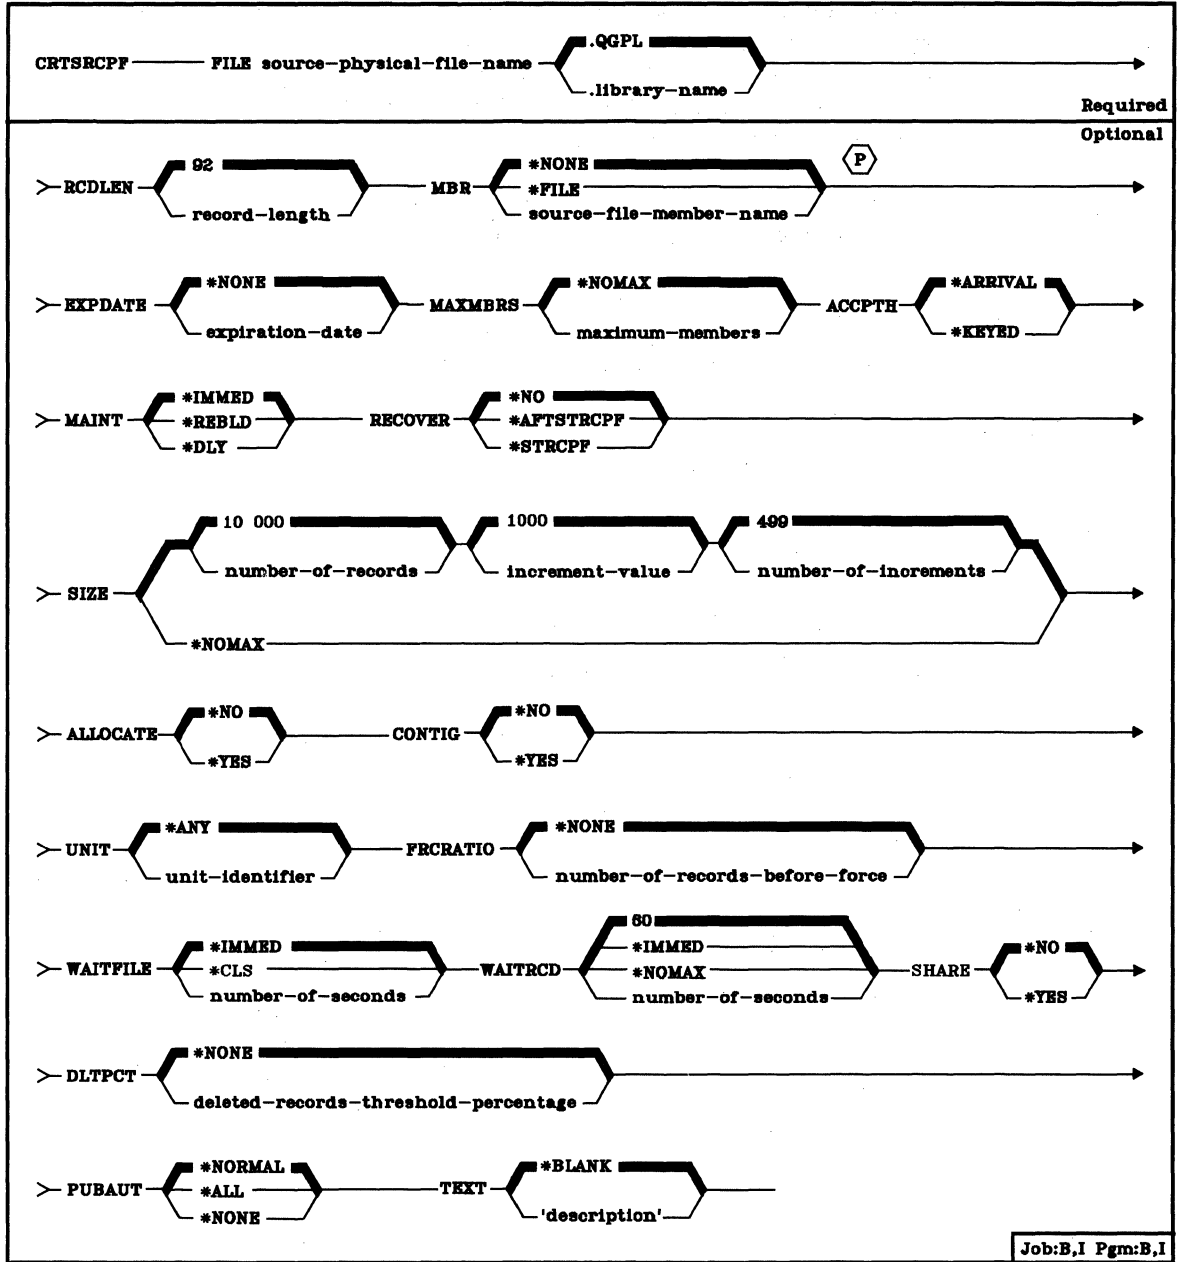 .QGPL
CRTSRCPF FILE source-physical-file-name
.library-name
Required
Optional
92 *NONE P
RCDLEN MBR *FILE
record-length source-file-member-name
*NONE *NOMAX *ARRIVAL
EXPDATE MAXMBRS ACCPTH
expiration-date maximum-members *KEYED
*IMMED *NO
MAINT *REBLD RECOVER *AFTSTRCPF
*DLY *STRCPF
10 000 1000 499
number-of-records increment-value number-of-increments
SIZE
*NOMAX
*NO *NO
ALLOCATE CONTIG
*YES *YES
*ANY *NONE
UNIT FRCRATIO
unit-identifier number-of-records-before-force
60
*IMMED *IMMED *NO
WAITFILE *CLS WAITRCD *NOMAX SHARE
number-of-seconds number-of-seconds *YES
*NONE
DLTPCT
deleted-records-threshold-percentage
*NORMAL *BLANK
PUBAUT *ALL TEXT
*NONE 'description'
Job:B,I Pgm:B,I